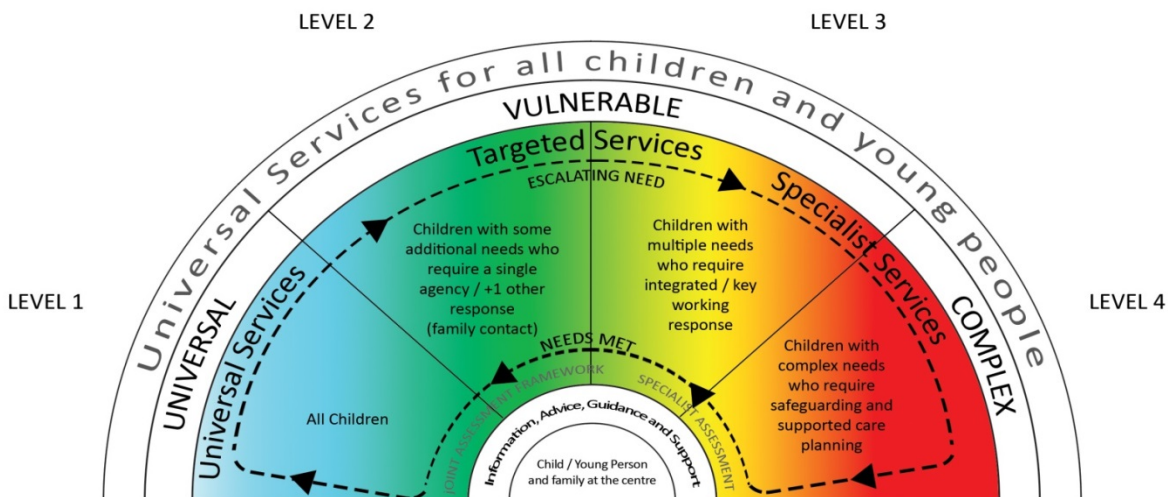 LEVEL 2
LEVEL 3
LEVEL 1
LEVEL 4
Universal Services for all children and young people
UNIVERSAL
VULNERABLE
COMPLEX
Universal Services
Targeted Services
Specialist Services
ESCALATING NEED
All Children
Children with some
additional needs who
require a single
agency / +1 other
response
(family contact)
Children with
multiple needs
who require
integrated / key
working
response
Children with
complex needs
who require
safeguarding and
supported care
planning
NEEDS MET
JOINT ASSESSMENT FRAMEWORK
SPECIALIST ASSESSMENT
Information, Advice, Guidance and Support
Child / Young Person
and family at the centre